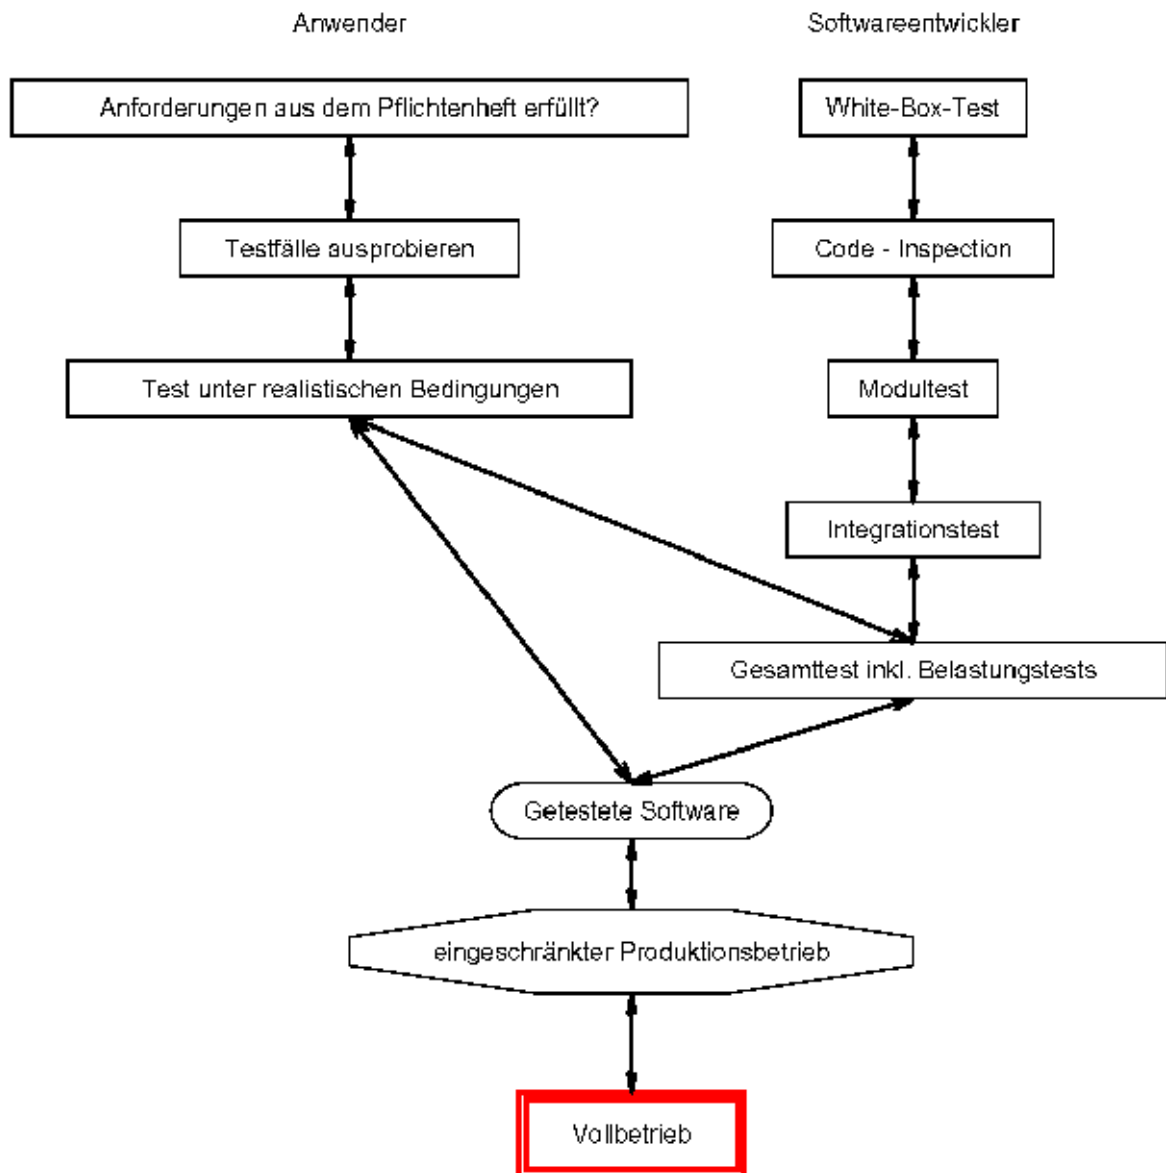 Anwender
Softwareentwickler
Anforderungen aus dem Pflichtenheft erfüllt?
White-Box-Test
Testfälle ausprobieren
Code - Inspection
Test unter realistischen Bedingungen
Modultest
Integrationstest
Gesamttest inkl. Belastungstests
Getestete Software
eingeschränkter Produktionsbetrieb
Vollbetrieb